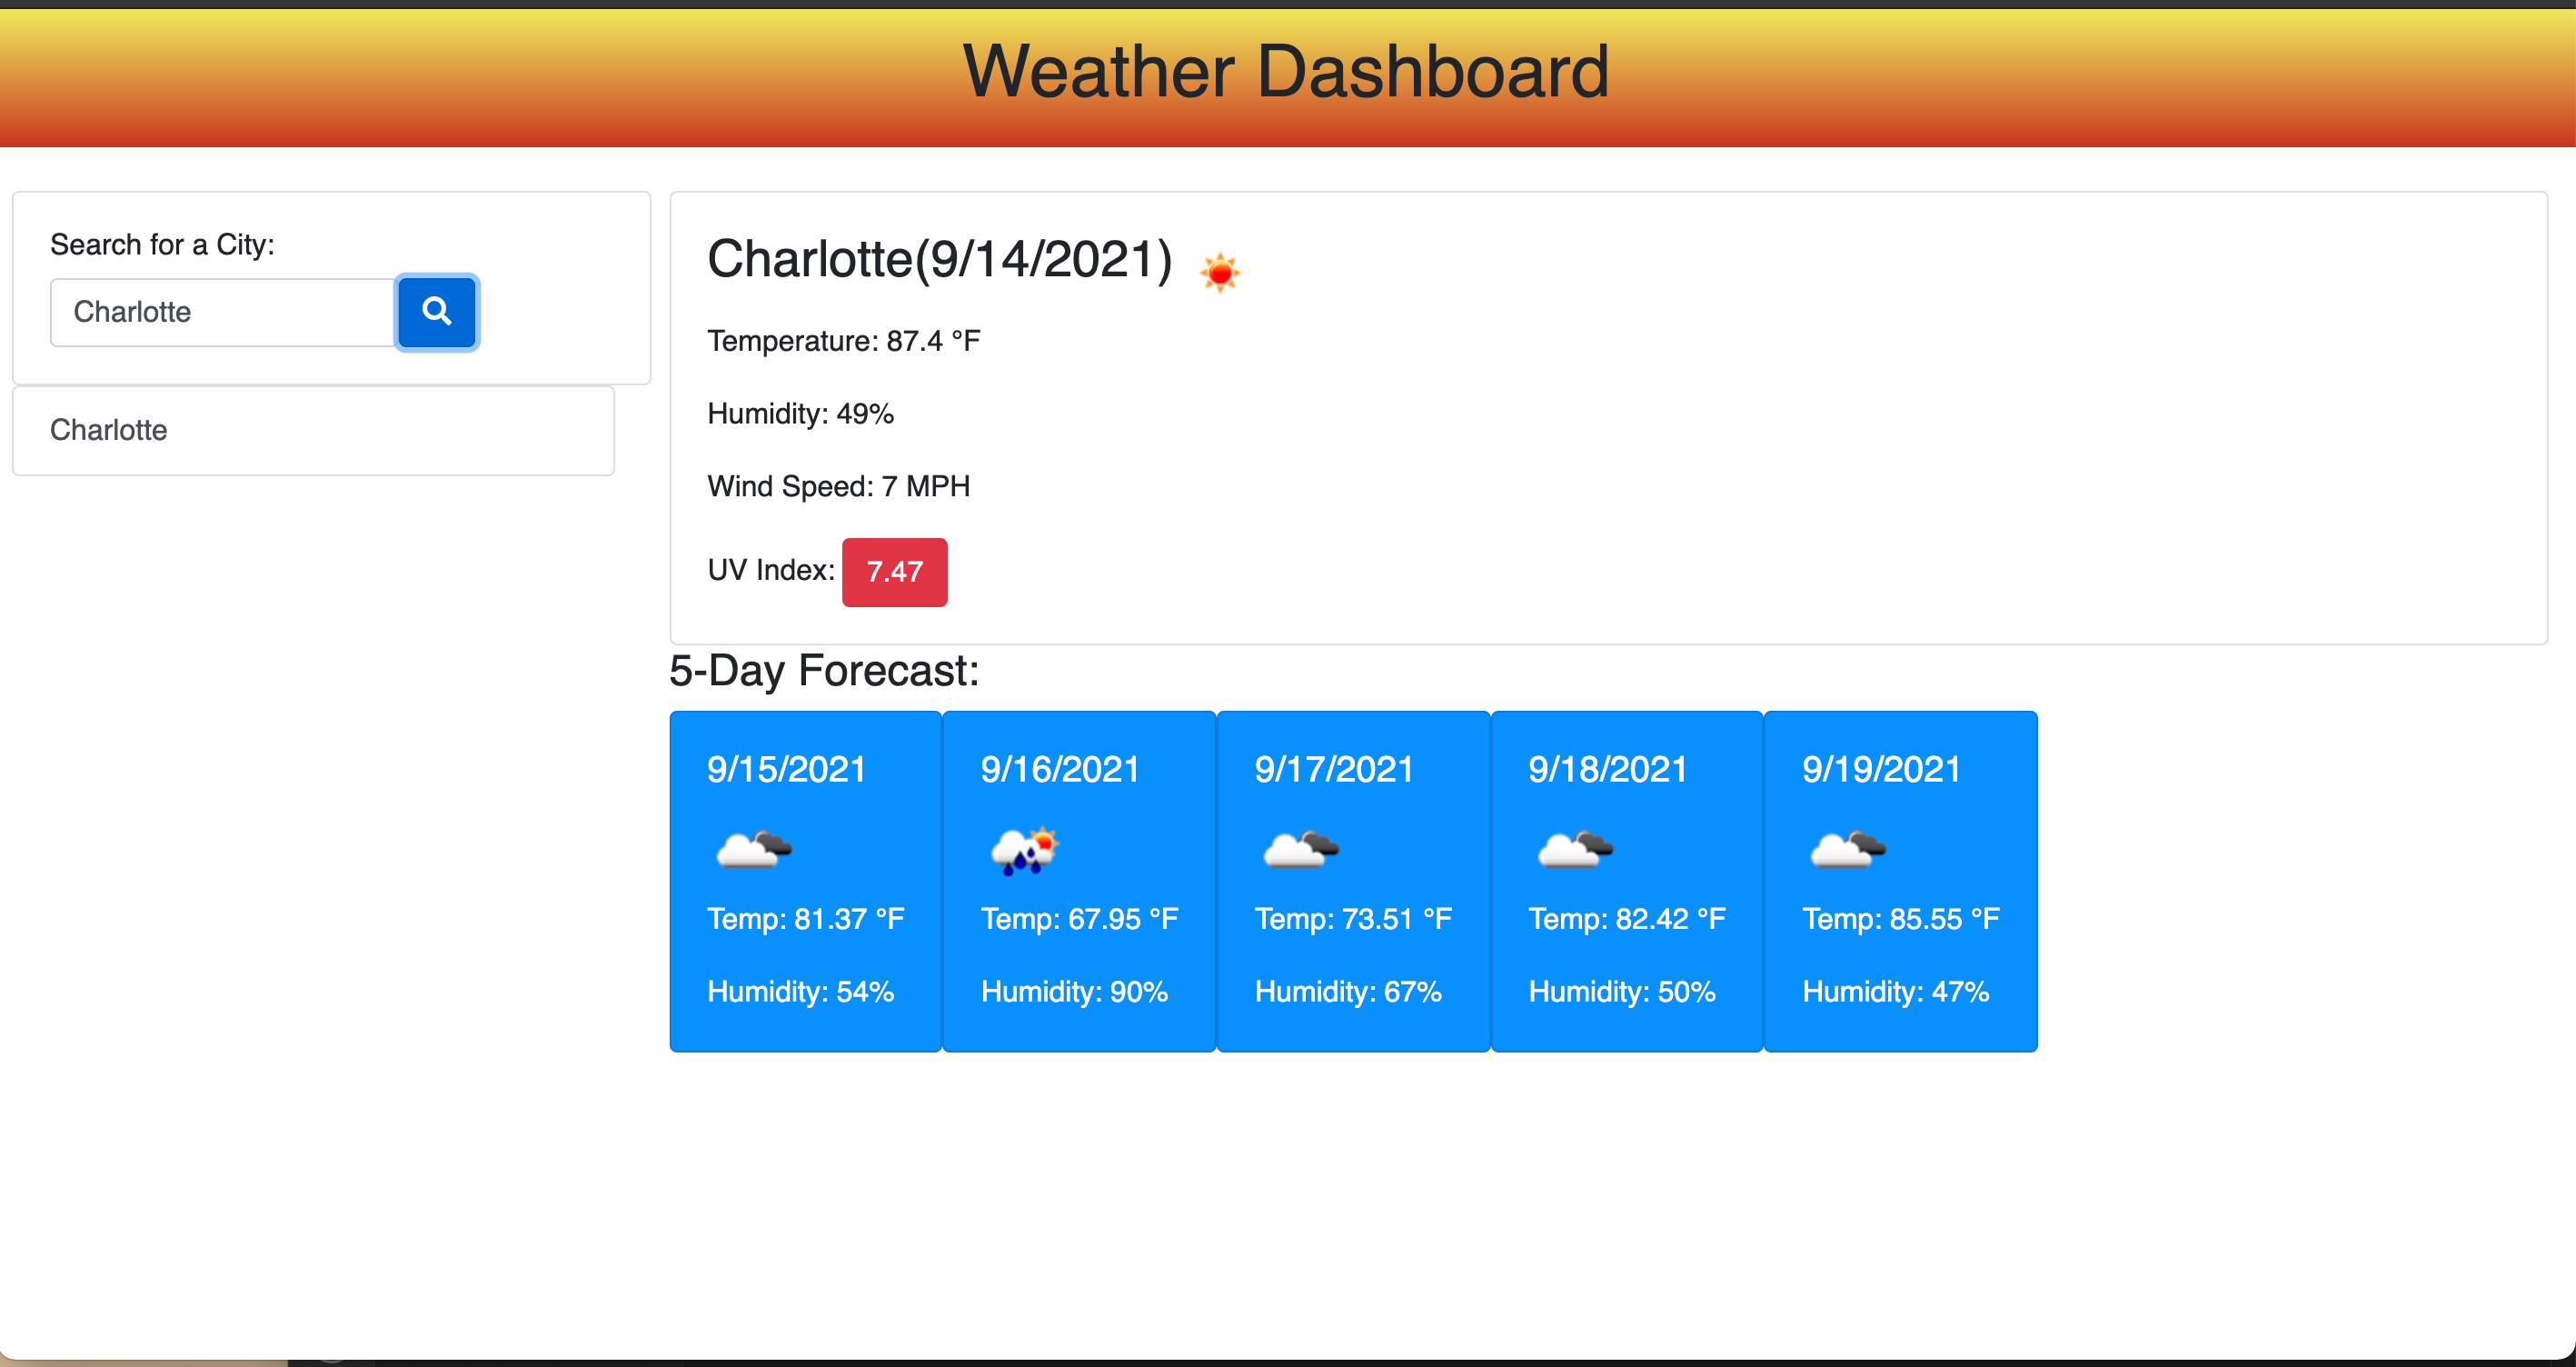 Weather Dashboard
Search for a City:
Charlotte
Charlotte
Charlotte(9/14/2021)
Temperature: 87.4 °F
Humidity: 49%
Wind Speed: 7 MPH
UV Index: 7.47
5-Day Forecast:
9/15/2021
Temp: 81.37 °F
Humidity: 54%
9/16/2021
Temp: 67.95 °F
Humidity: 90%
9/17/2021
Temp: 73.51 °F
Humidity: 67%
9/18/2021
Temp: 82.42 °F
Humidity: 50%
9/19/2021
Temp: 85.55 °F
Humidity: 47%